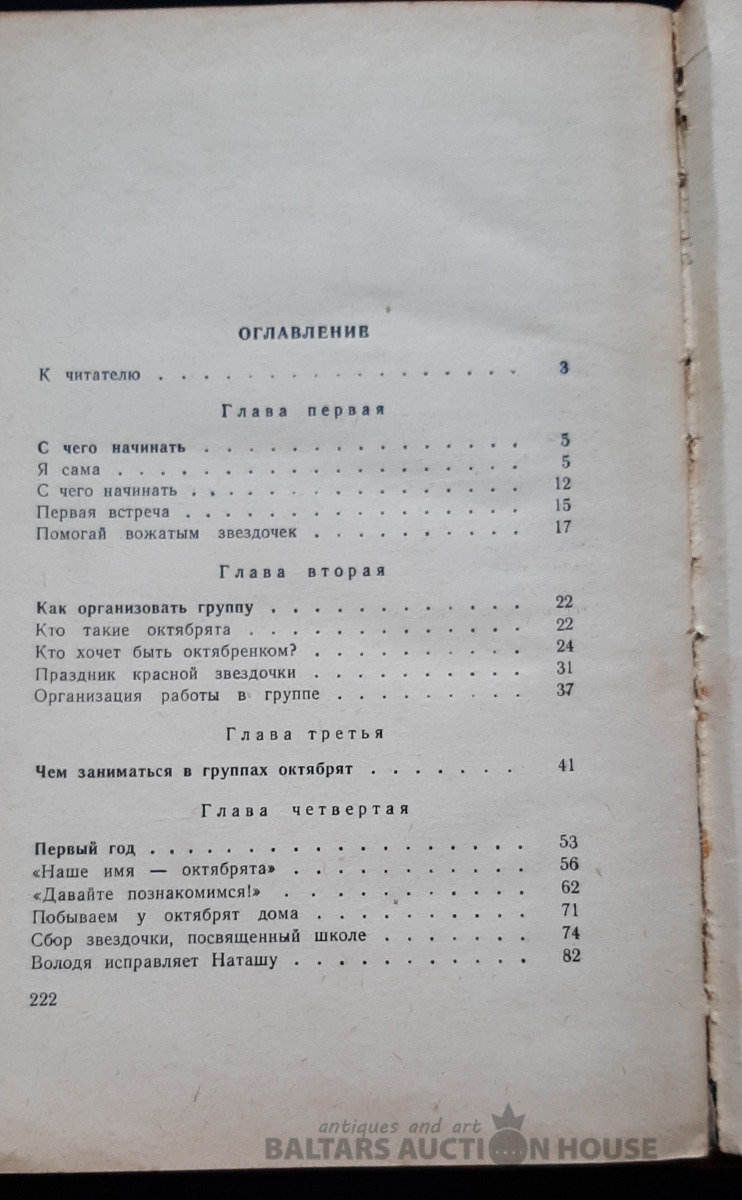 ОГЛАВЛЕНИЕ
К читателю . . . . . . . . . . . . . . . . . 3
Глава первая
С чего начинать . . . . . . . . . . . . . . . 5
Я сама . . . . . . . . . . . . . . . . . . . 5
С чего начинать . . . . . . . . . . . . . . . 12
Первая встреча . . . . . . . . . . . . . . . . 15
Помогай вожатым звездочек . . . . . . . . . . 17
Глава вторая
Как организовать группу . . . . . . . . . . . . 22
Кто такие октябрята . . . . . . . . . . . . . 22
Кто хочет быть октябренком? . . . . . . . . . . 24
Праздник красной звездочки . . . . . . . . . . 31
Организация работы в группе . . . . . . . . . 37
Глава третья
Чем заниматься в группах октябрят . . . . . . . 41
Глава четвертая
Первый год . . . . . . . . . . . . . . . . . . 53
«Наше имя — октябрята» . . . . . . . . . . . 56
«Давайте познакомимся!» . . . . . . . . . . . 62
Побываем у октябрят дома . . . . . . . . . . 71
Сбор звездочки, посвященный школе . . . . . . . 74
Володя исправляет Наташу . . . . . . . . . . . 82
222
antiques and art
BALTARS AUCTION HOUSE